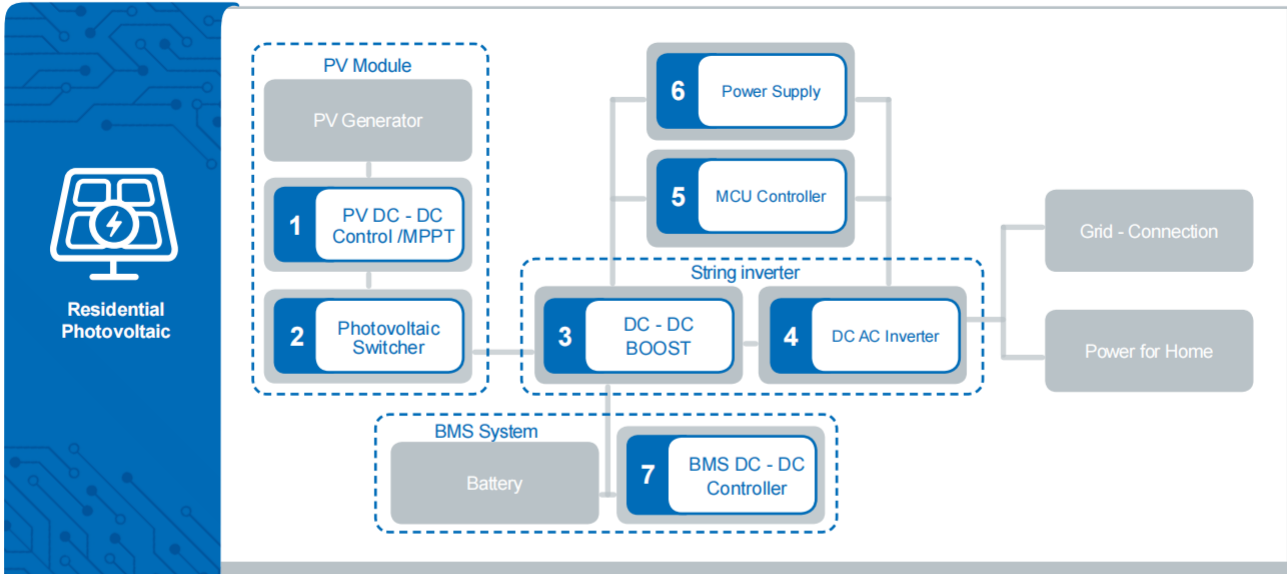 Residential
Photovoltaic
PV Module
PV Generator
1
PV DC - DC
Control /MPPT
2
Photovoltaic
Switcher
6
Power Supply
5
MCU Controller
String inverter
3
DC - DC
BOOST
4
DC AC Inverter
Grid - Connection
Power for Home
BMS System
Battery
7
BMS DC - DC
Controller